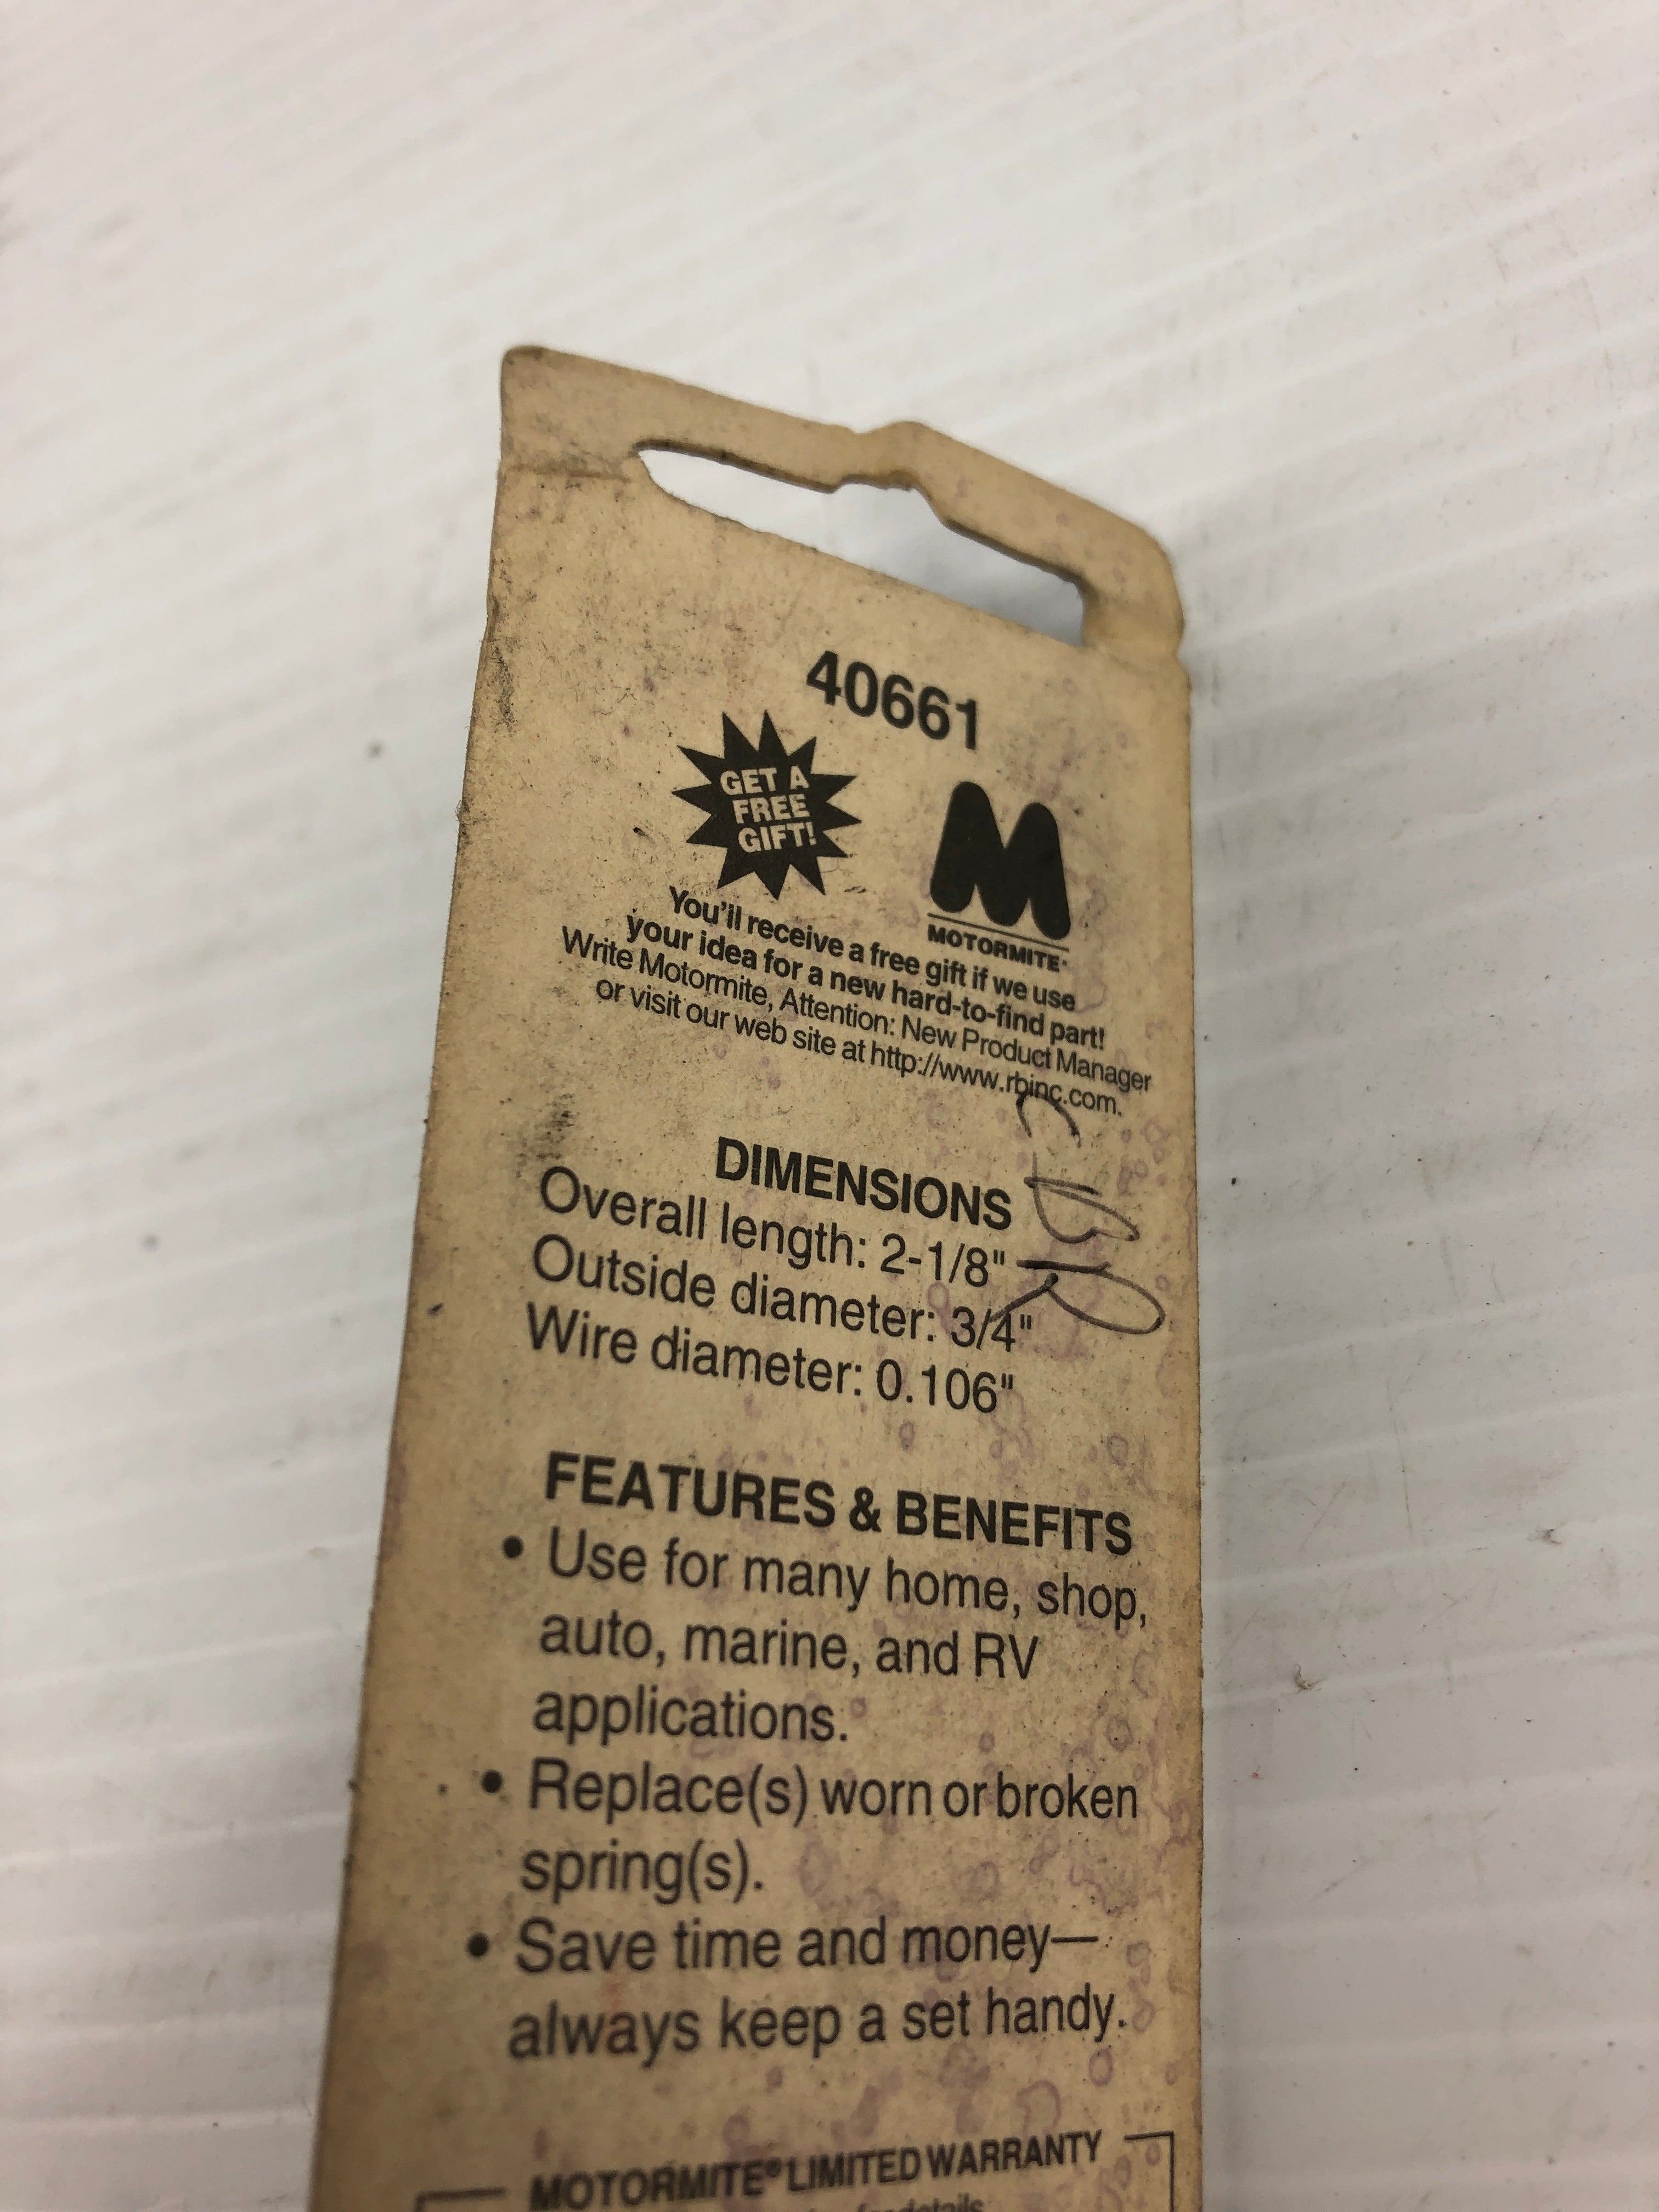 40661
GET A
FREE
GIFT!
MOTORMITE®
You'll receive a free gift if we use
your idea for a new hard-to-find part!
Write Motormite, Attention: New Product Manager
or visit our web site at http://www.rbinc.com.
DIMENSIONS
Overall length: 2-1/8"
Outside diameter: 3/4"
Wire diameter: 0.106"
FEATURES & BENEFITS
• Use for many home, shop,
auto, marine, and RV
applications.
• Replace(s) worn or broken
spring(s).
• Save time and money—
always keep a set handy.
MOTORMITE® LIMITED WARRANTY
for details